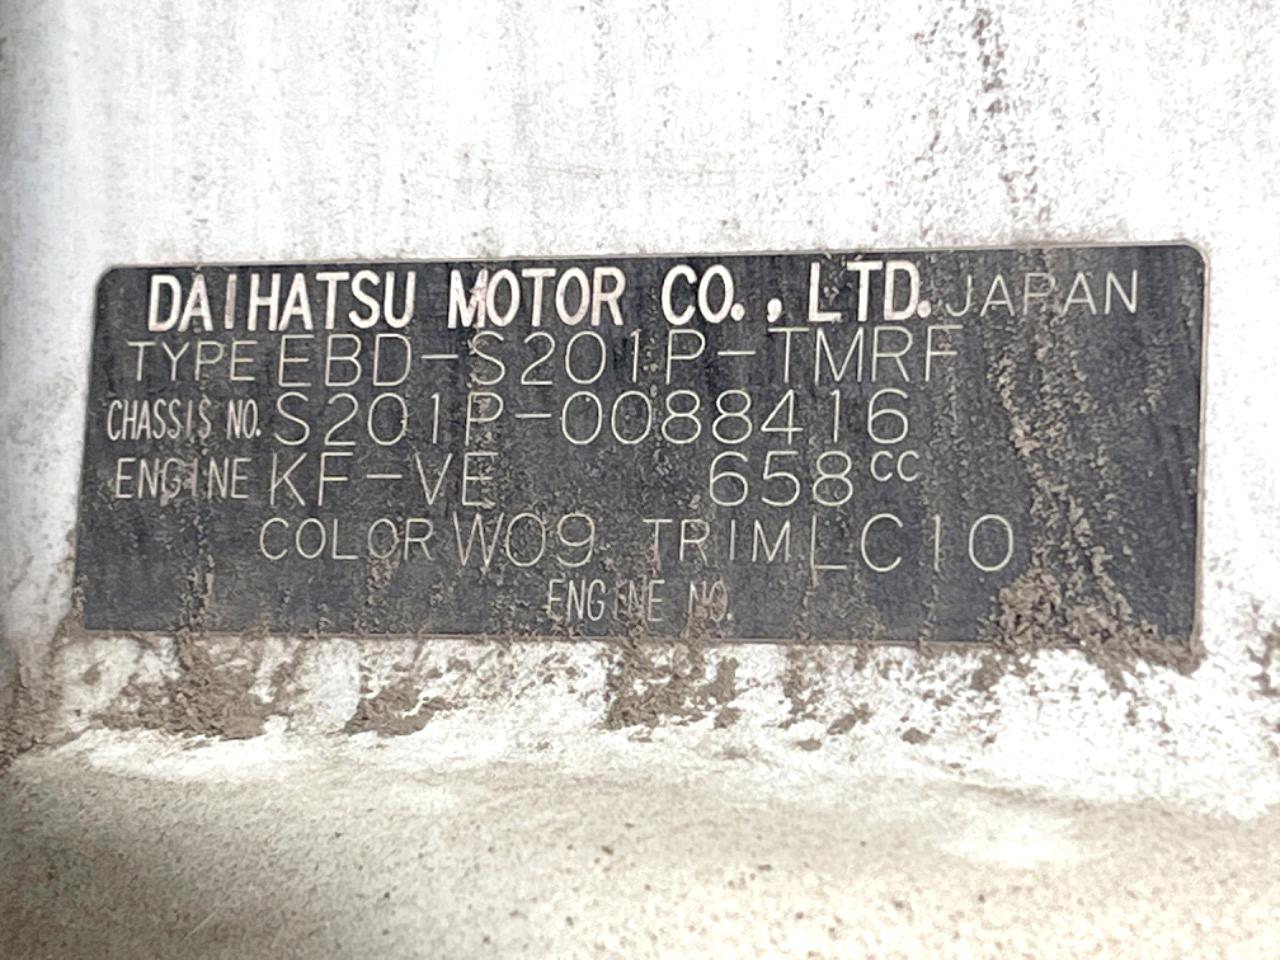 DAIHATSU MOTOR CO., LTD. JAPAN
TYPE EBD-S201P-TMRF
CHASSIS NO. S201P-0088416
ENGINE KF-VE 658CC
COLOR W09 TRIM LC10
ENGINE NO.